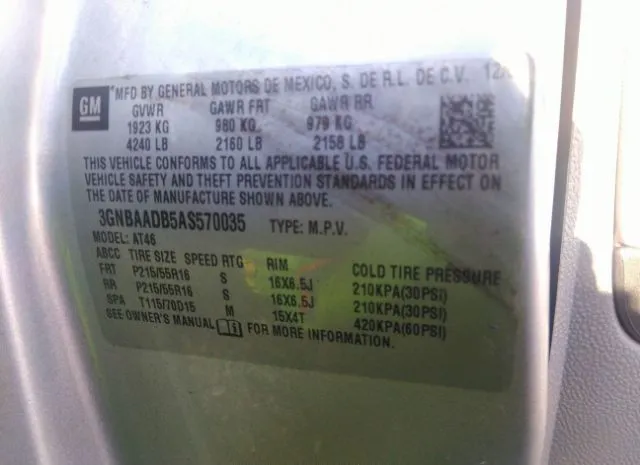 GM
*MFD BY GENERAL MOTORS DE MEXICO, S. DE R.L. DE C.V. 12/
GVWR GAWR FRT GAWR RR
1923 KG 980 KG 979 KG
4240 LB 2160 LB 2158 LB
THIS VEHICLE CONFORMS TO ALL APPLICABLE U.S. FEDERAL MOTOR
VEHICLE SAFETY AND THEFT PREVENTION STANDARDS IN EFFECT ON
THE DATE OF MANUFACTURE SHOWN ABOVE.
3GNBAADB5AS570035 TYPE: M.P.V.
MODEL: AT46
ABCC TIRE SIZE SPEED RTG RIM COLD TIRE PRESSURE
FRT P215/55R16 S 16X6.5J 210KPA(30PSI)
RR P215/55R16 S 16X6.5J 210KPA(30PSI)
SPA T115/70D15 M 15X4T 420KPA(60PSI)
SEE OWNER'S MANUAL FOR MORE INFORMATION.